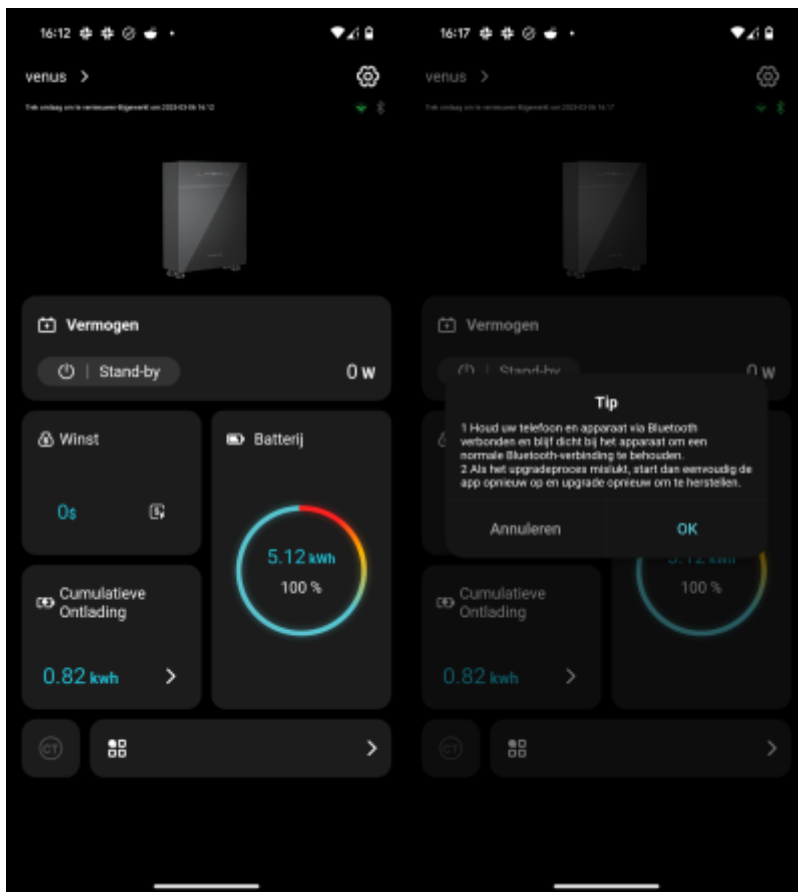 16:12
venus >
Vermogen
Stand-by
0 W
Winst
0s
Batterij
5.12 kwh
100 %
Cumulatieve
Ontlading
0.82 kwh
CT
16:17
venus >
Vermogen
Stand-by
0 W
Tip
1 Houd uw telefoon en apparaat via Bluetooth
verbonden en blijf dicht bij het apparaat om een
normale Bluetooth-verbinding te behouden.
2 Als het upgradeproces mislukt, start dan eenvoudig de
app opnieuw op en upgrade opnieuw om te herstellen.
Annuleren
OK
5.12 kwh
100 %
Cumulatieve
Ontlading
0.82 kwh
CT